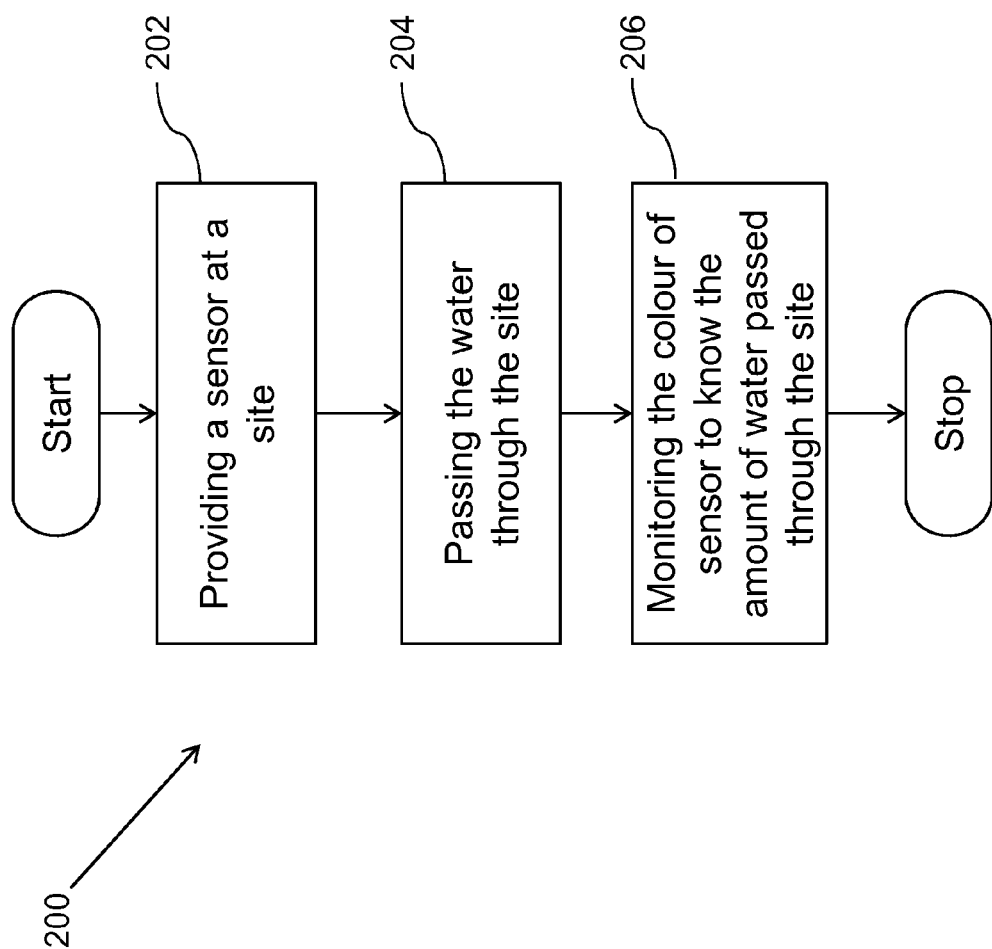 200
Start
Providing a sensor at a
site
202
Passing the water
through the site
204
Monitoring the colour of
sensor to know the
amount of water passed
through the site
206
Stop